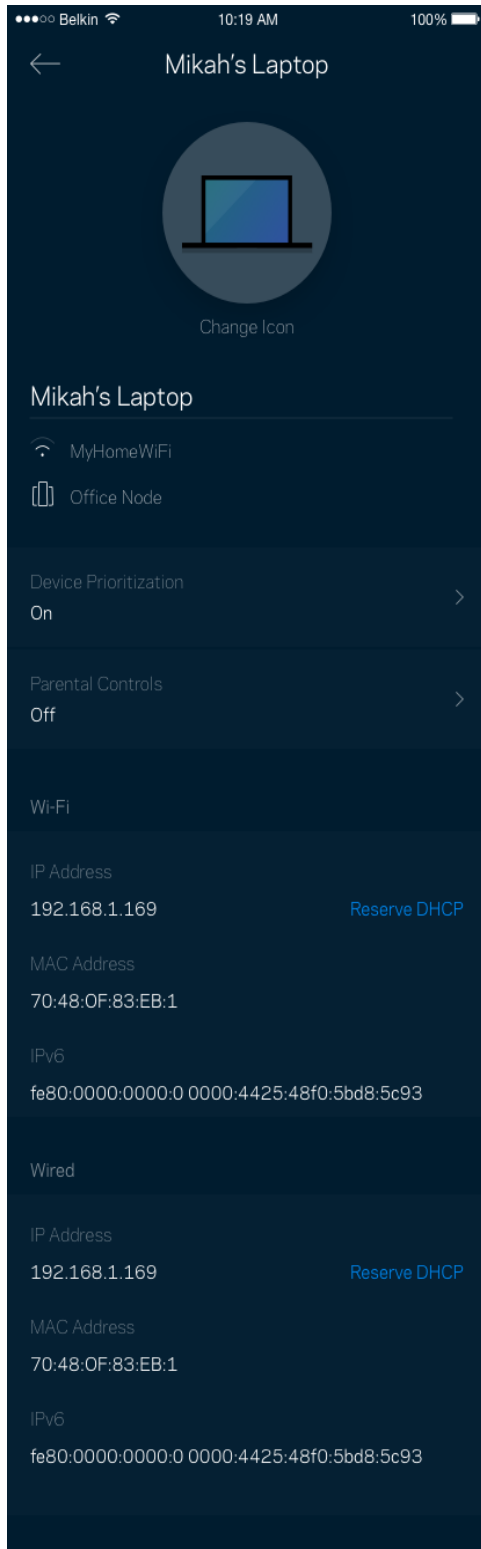 Belkin 10:19 AM 100%
Mikah's Laptop
Change Icon
Mikah's Laptop
MyHomeWiFi
Office Node
Device Prioritization
On
Parental Controls
Off
Wi-Fi
IP Address
192.168.1.169 Reserve DHCP
MAC Address
70:48:0F:83:EB:1
IPv6
fe80:0000:0000:0 0000:4425:48f0:5bd8:5c93
Wired
IP Address
192.168.1.169 Reserve DHCP
MAC Address
70:48:0F:83:EB:1
IPv6
fe80:0000:0000:0 0000:4425:48f0:5bd8:5c93